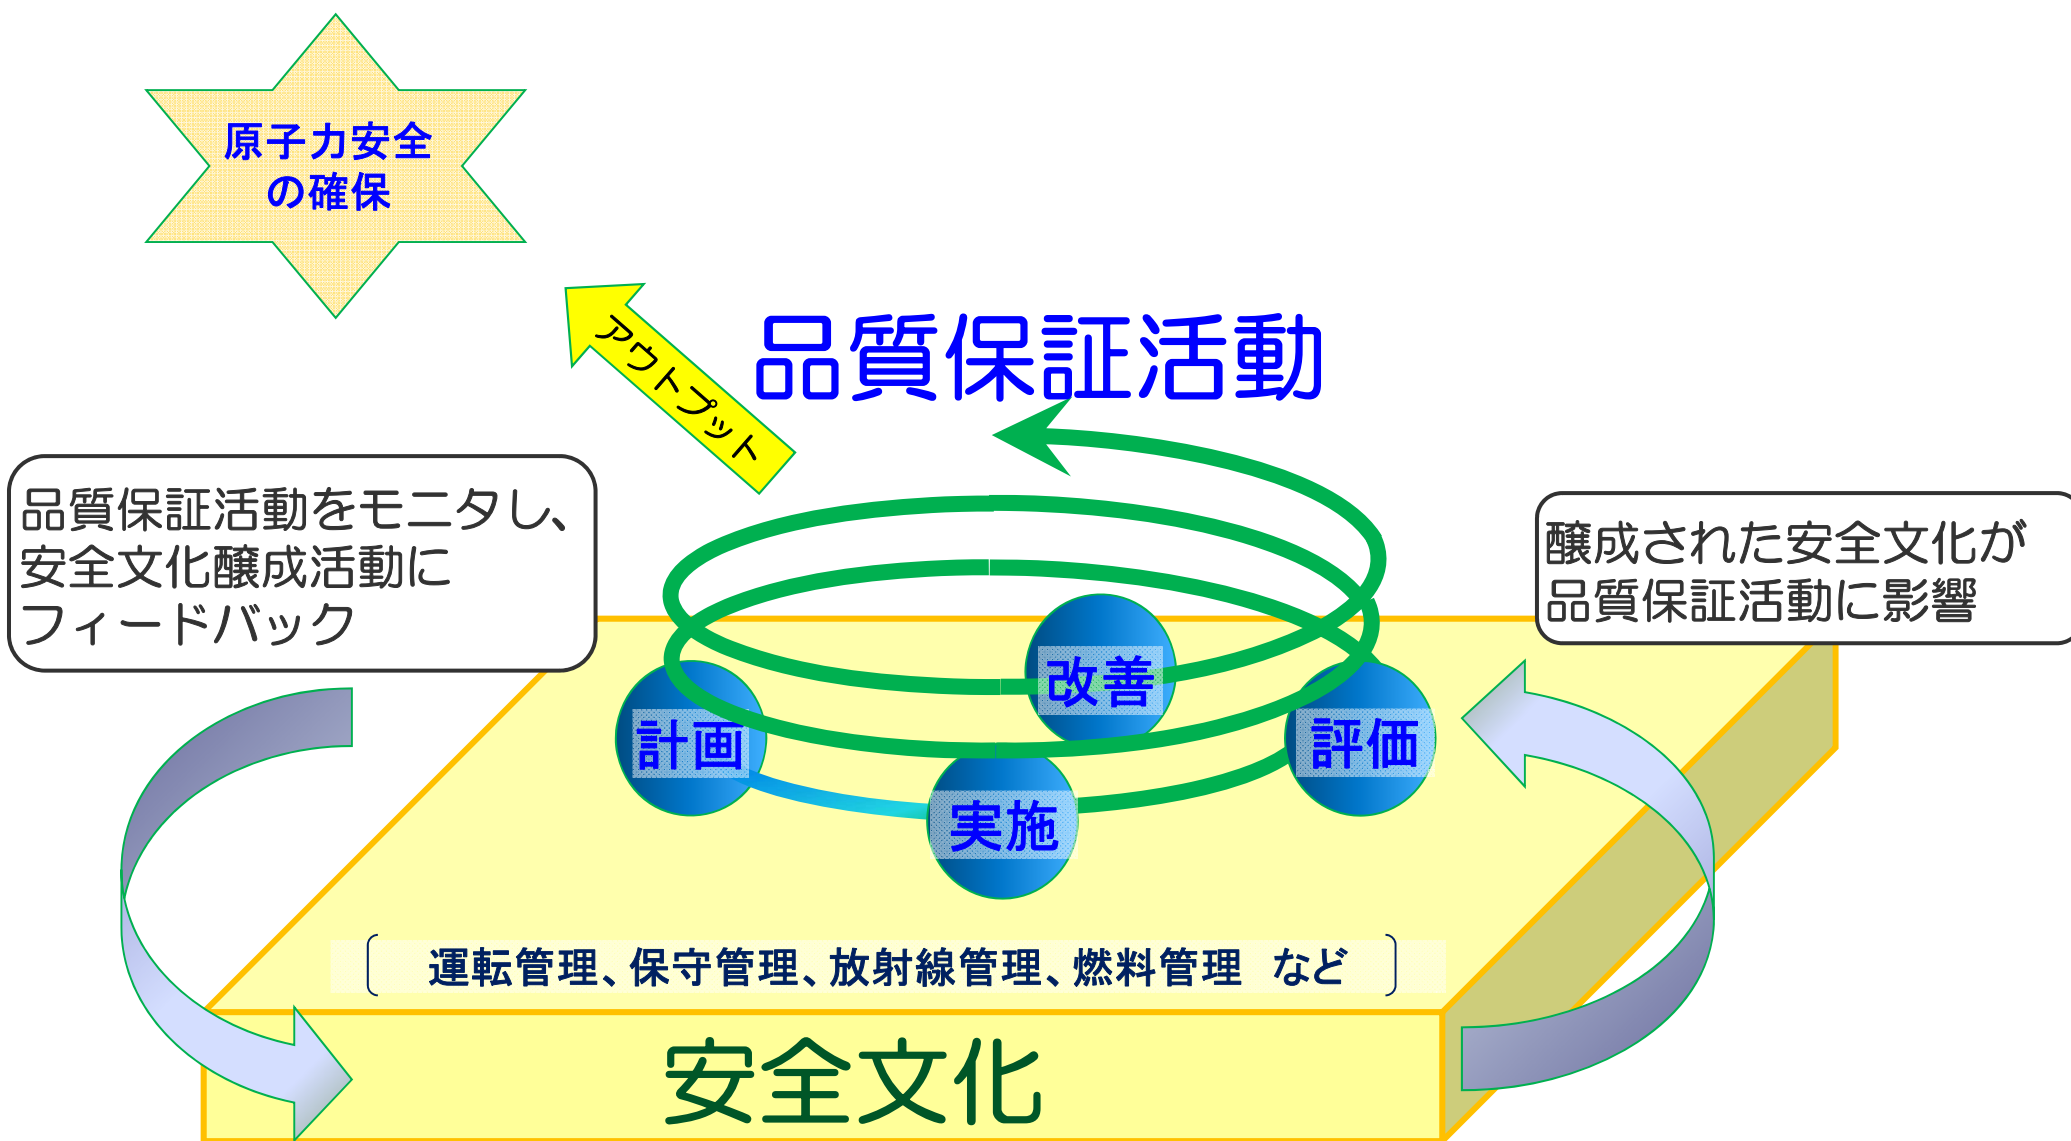 原子力安全
の確保
アウトプット
品質保証活動
品質保証活動をモニタし、
安全文化醸成活動に
フィードバック
醸成された安全文化が
品質保証活動に影響
改善
計画
評価
実施
〔　運転管理、保守管理、放射線管理、燃料管理　など　〕
安全文化